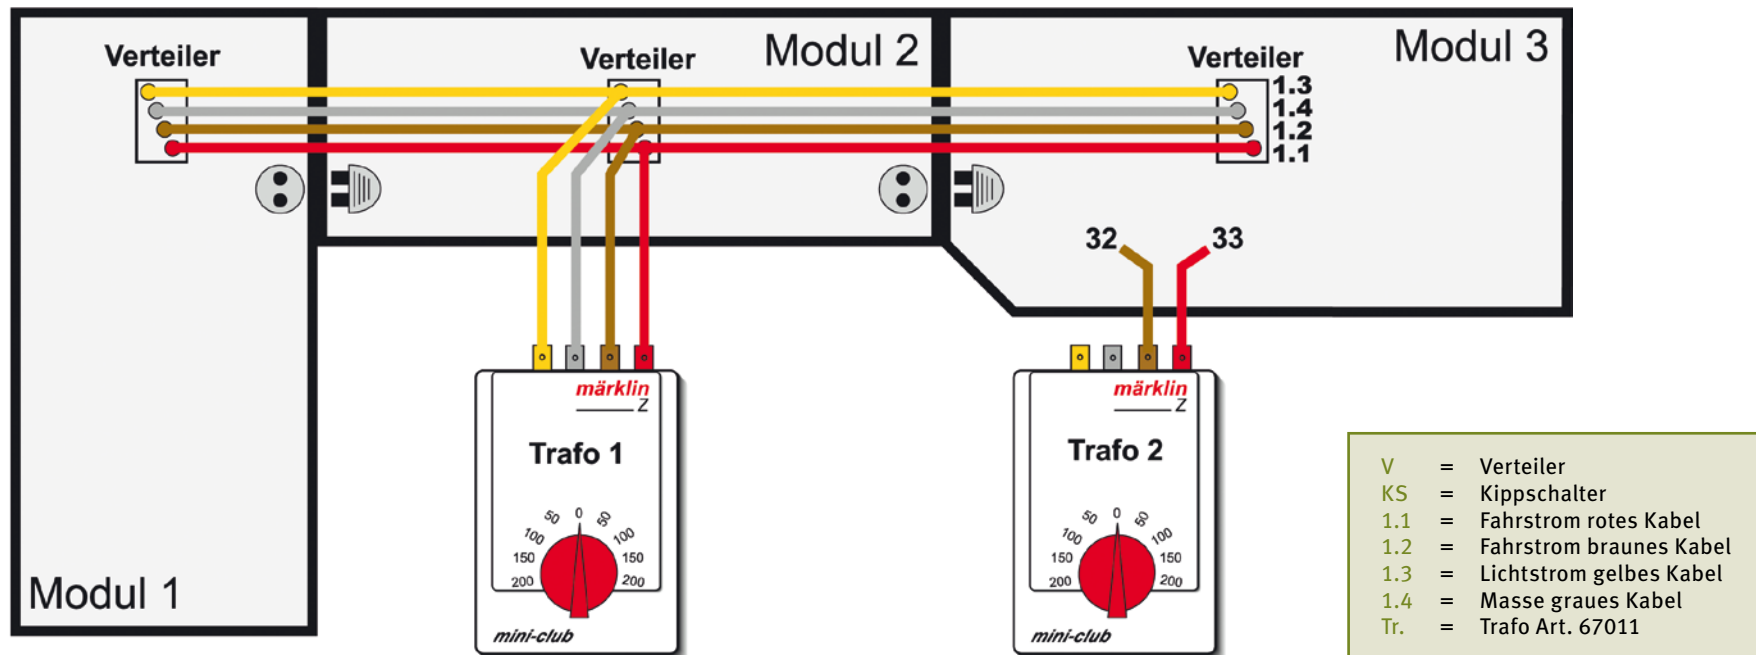 Verteiler
Verteiler
Modul 2
Verteiler
Modul 3
1.3
1.4
1.2
1.1
32
33
märklin
Z
Trafo 1
200 150 100 50 0 50 100 150 200
mini-club
märklin
Z
Trafo 2
200 150 100 50 0 50 100 150 200
mini-club
Modul 1
V = Verteiler
KS = Kippschalter
1.1 = Fahrstrom rotes Kabel
1.2 = Fahrstrom braunes Kabel
1.3 = Lichtstrom gelbes Kabel
1.4 = Masse graues Kabel
Tr. = Trafo Art. 67011